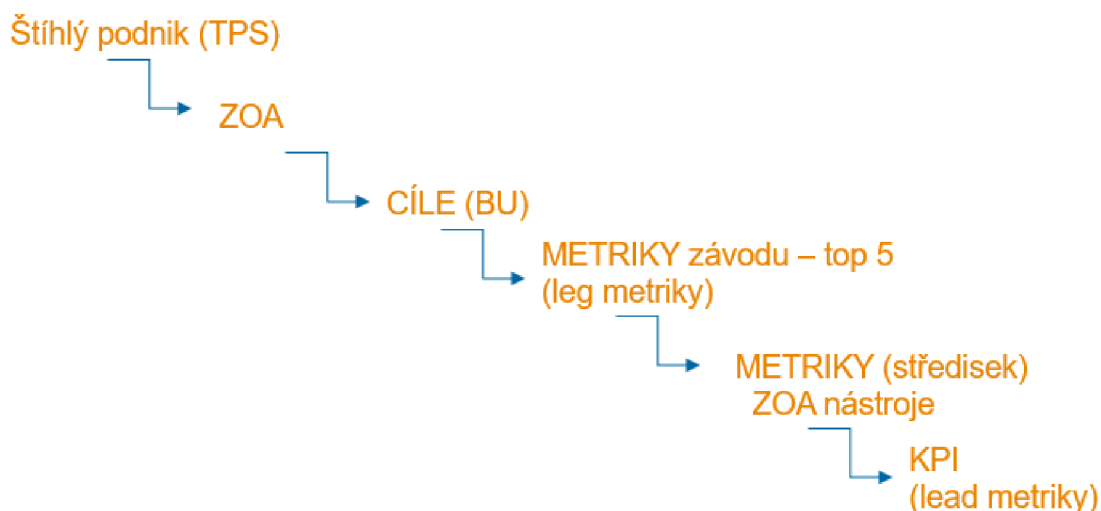 Štíhlý podnik (TPS)
ZOA
CÍLE (BU)
METRIKY závodu – top 5
(leg metriky)
METRIKY (středisek)
ZOA nástroje
KPI
(lead metriky)